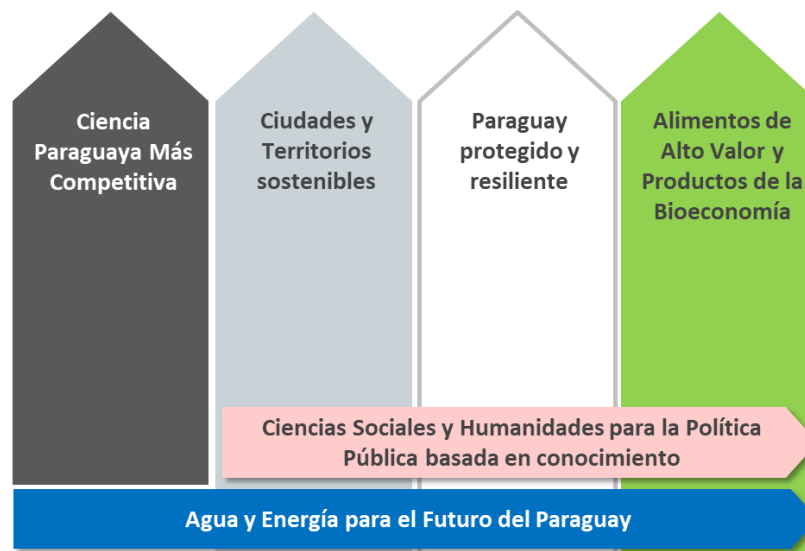 Ciencia
Paraguaya Más
Competitiva
Ciudades y
Territorios
sostenibles
Paraguay
protegido y
resiliente
Alimentos de
Alto Valor y
Productos de la
Bioeconomía
Ciencias Sociales y Humanidades para la Política
Pública basada en conocimiento
Agua y Energía para el Futuro del Paraguay